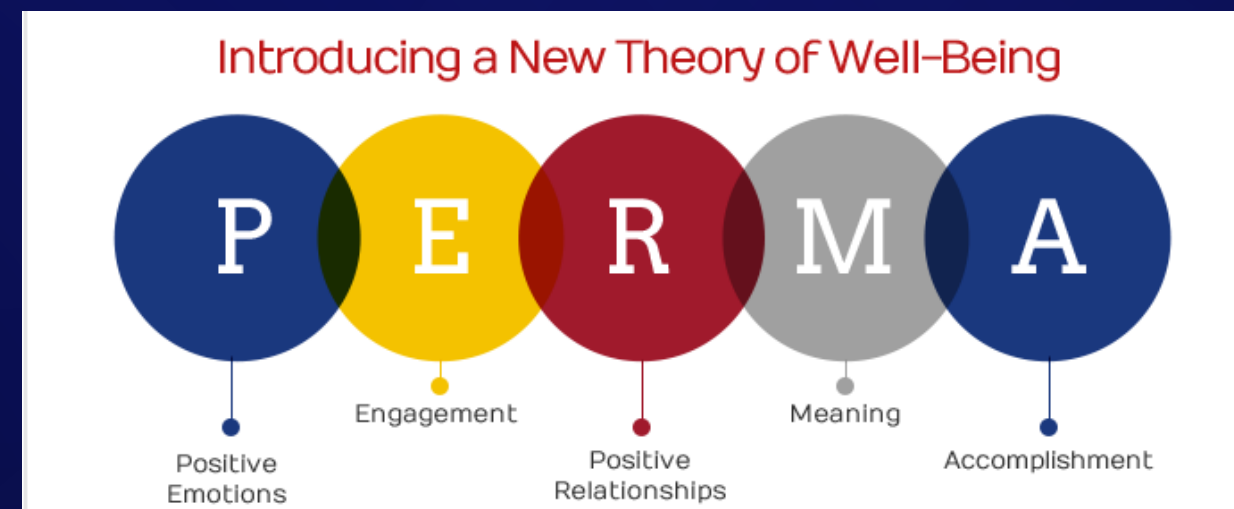 Introducing a New Theory of Well-Being
P E R M A
Engagement
Meaning
Positive
Emotions
Positive
Relationships
Accomplishment